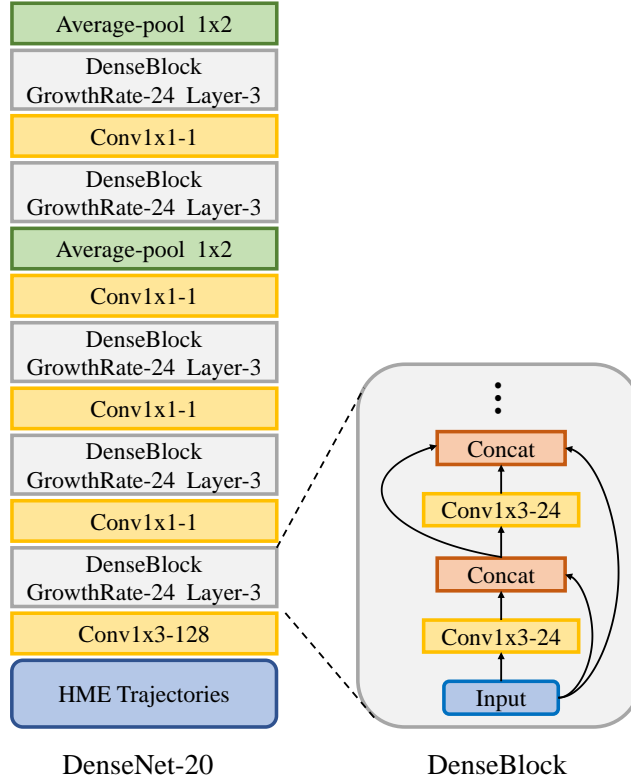 Average-pool 1x2
DenseBlock
GrowthRate-24 Layer-3
Conv1x1-1
DenseBlock
GrowthRate-24 Layer-3
Average-pool 1x2
Conv1x1-1
DenseBlock
GrowthRate-24 Layer-3
Conv1x1-1
DenseBlock
GrowthRate-24 Layer-3
Conv1x1-1
DenseBlock
GrowthRate-24 Layer-3
Conv1x3-128
HME Trajectories
DenseNet-20
Concat
Conv1x3-24
Concat
Conv1x3-24
Input
DenseBlock